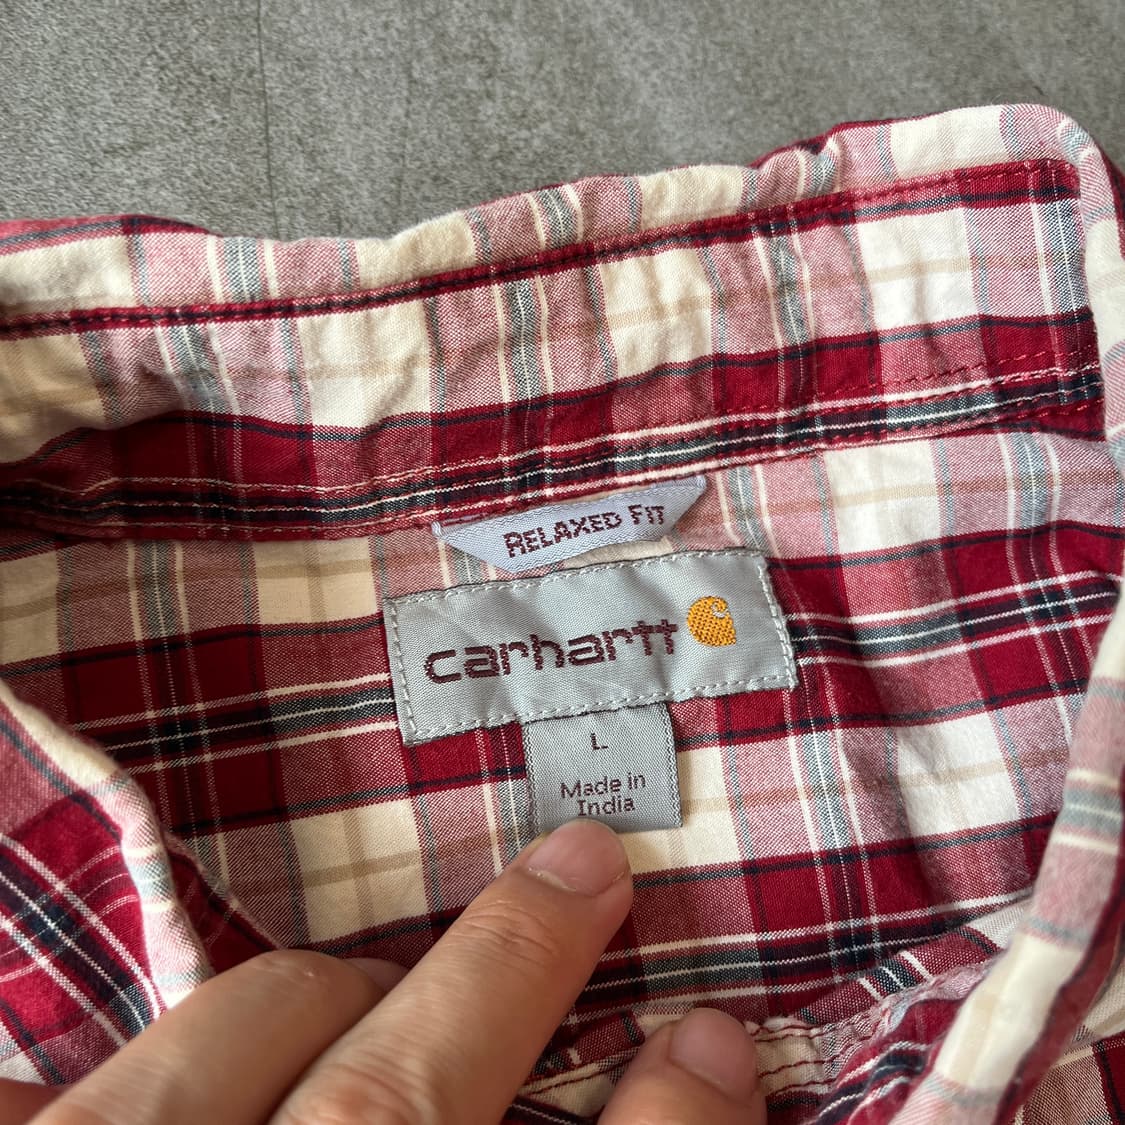 RELAXED FIT
carhartt
L
Made in
India